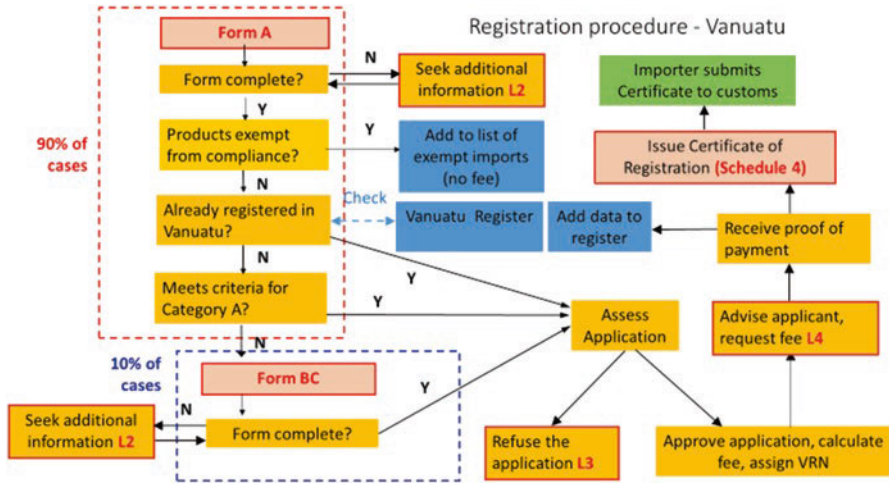 Registration procedure - Vanuatu
Form A
N
Form complete?
Seek additional
information L2
Y
90% of
cases
Products exempt
from compliance?
Y
Add to list of
exempt imports
(no fee)
N
Check
Already registered in
Vanuatu?
Vanuatu Register
Add data to
register
N
Y
Meets criteria for
Category A?
Y
N
Importer submits
Certificate to customs
Issue Certificate of
Registration (Schedule 4)
Receive proof of
payment
Advise applicant,
request fee L4
Assess
Application
10% of
cases
Form BC
Y
N
Seek additional
information L2
Form complete?
Refuse the
application L3
Approve application, calculate
fee, assign VRN